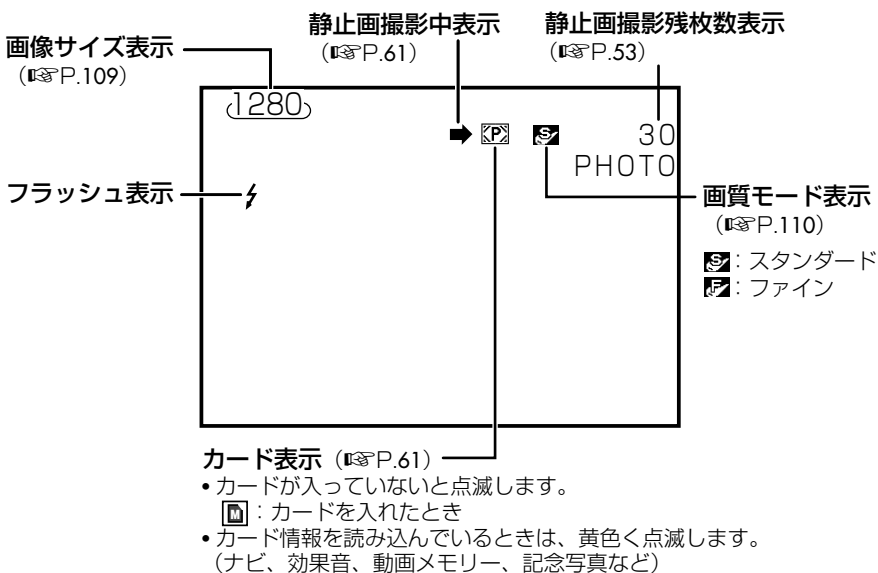 静止画撮影中表示
(☞P.61)
静止画撮影残枚数表示
(☞P.53)
画像サイズ表示
(☞P.109)
1280
P
S
30
PHOTO
フラッシュ表示
画質モード表示
(☞P.110)
S:スタンダード
F:ファイン
カード表示(☞P.61)
•カードが入っていないと点滅します。
M:カードを入れたとき
•カード情報を読み込んでいるときは、黄色く点滅します。
(ナビ、効果音、動画メモリー、記念写真など)